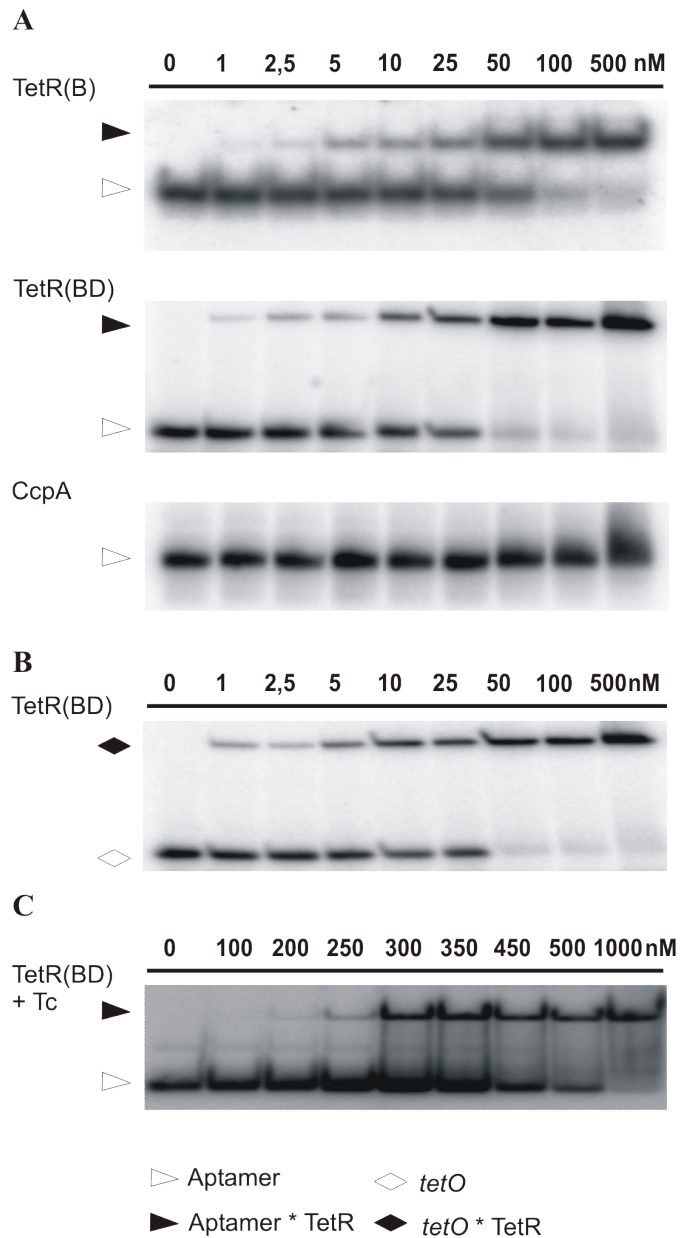 A
0 1 2,5 5 10 25 50 100 500 nM
TetR(B)
TetR(BD)
CcpA
B
0 1 2,5 5 10 25 50 100 500nM
TetR(BD)
C
0 100 200 250 300 350 450 500 1000nM
TetR(BD)
+ Tc
Aptamer tetO
Aptamer * TetR tetO * TetR